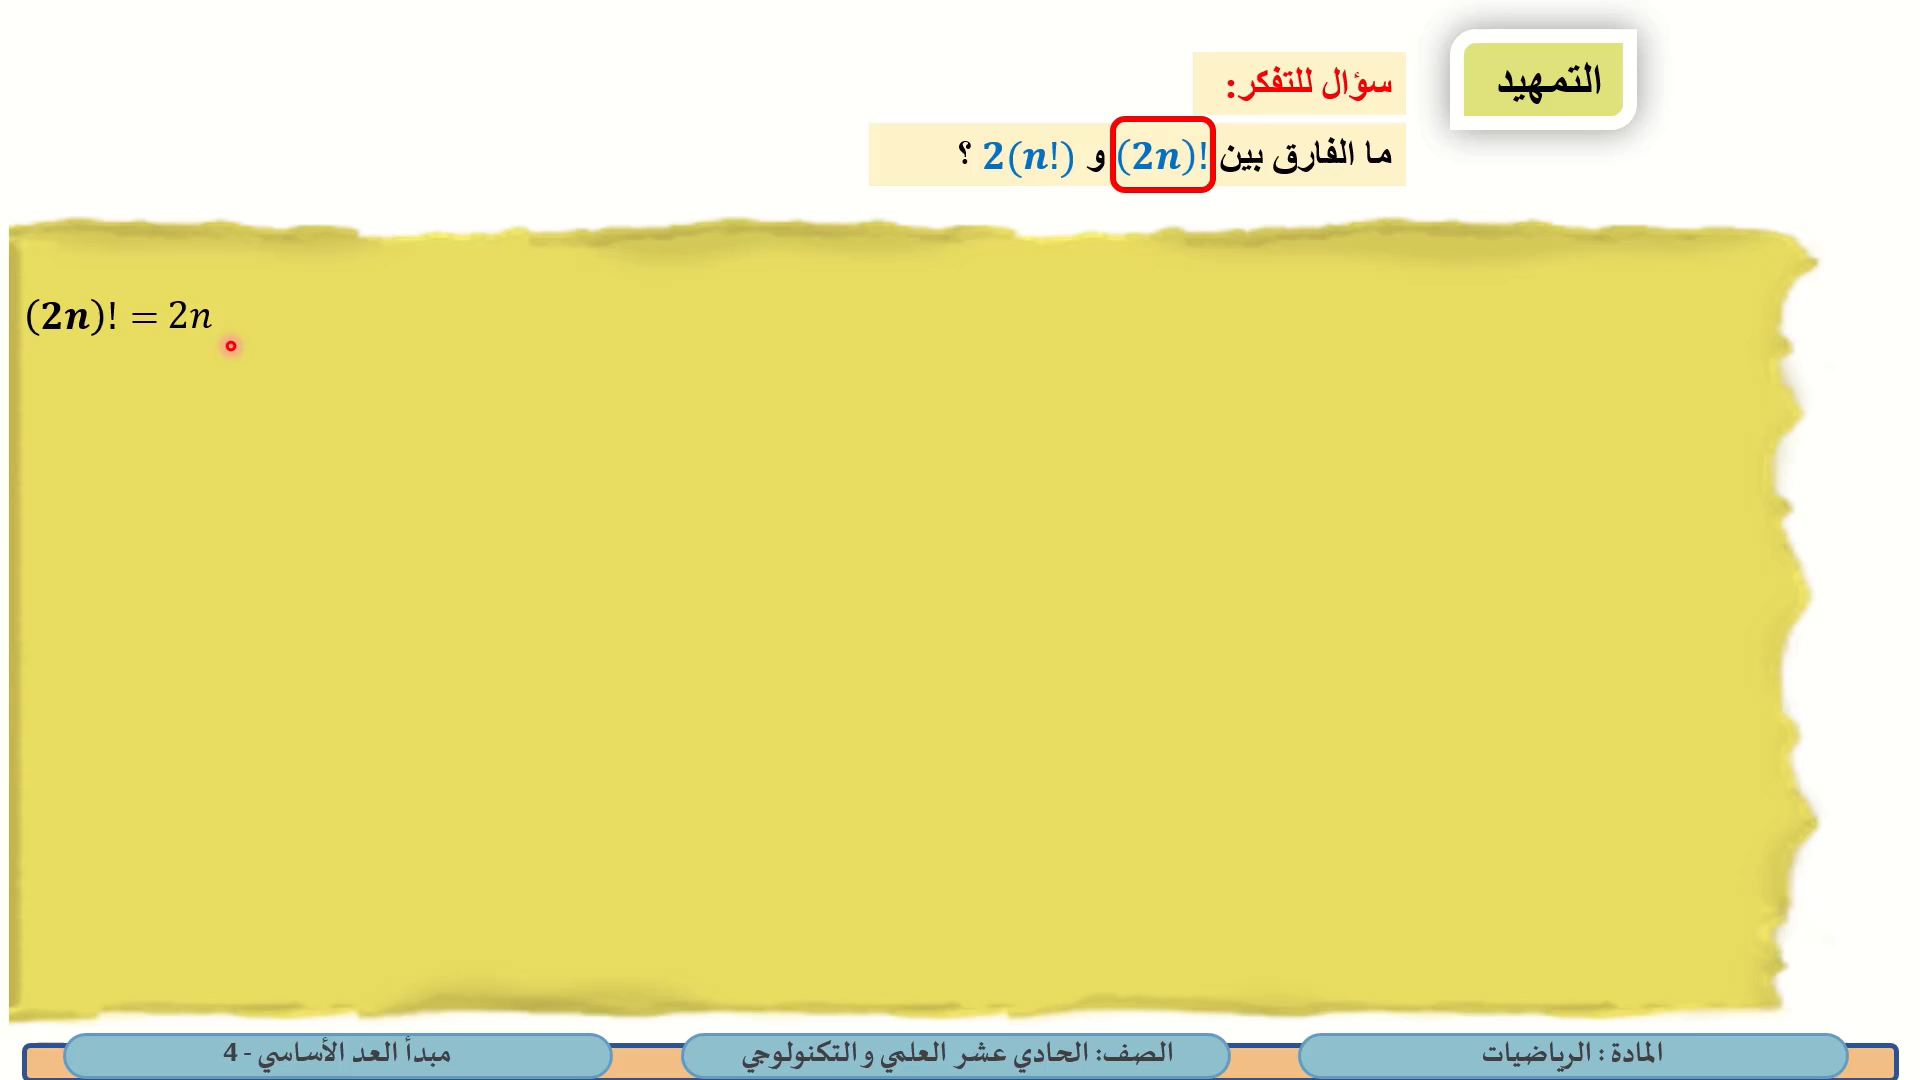 التمهيد
سؤال للتفكر:
ما الفارق بين (2n)! و 2(n!) ؟
(2n)! = 2n
المادة : الرياضيات
الصف: الحادي عشر العلمي و التكنولوجي
مبدأ العد الأساسي - 4